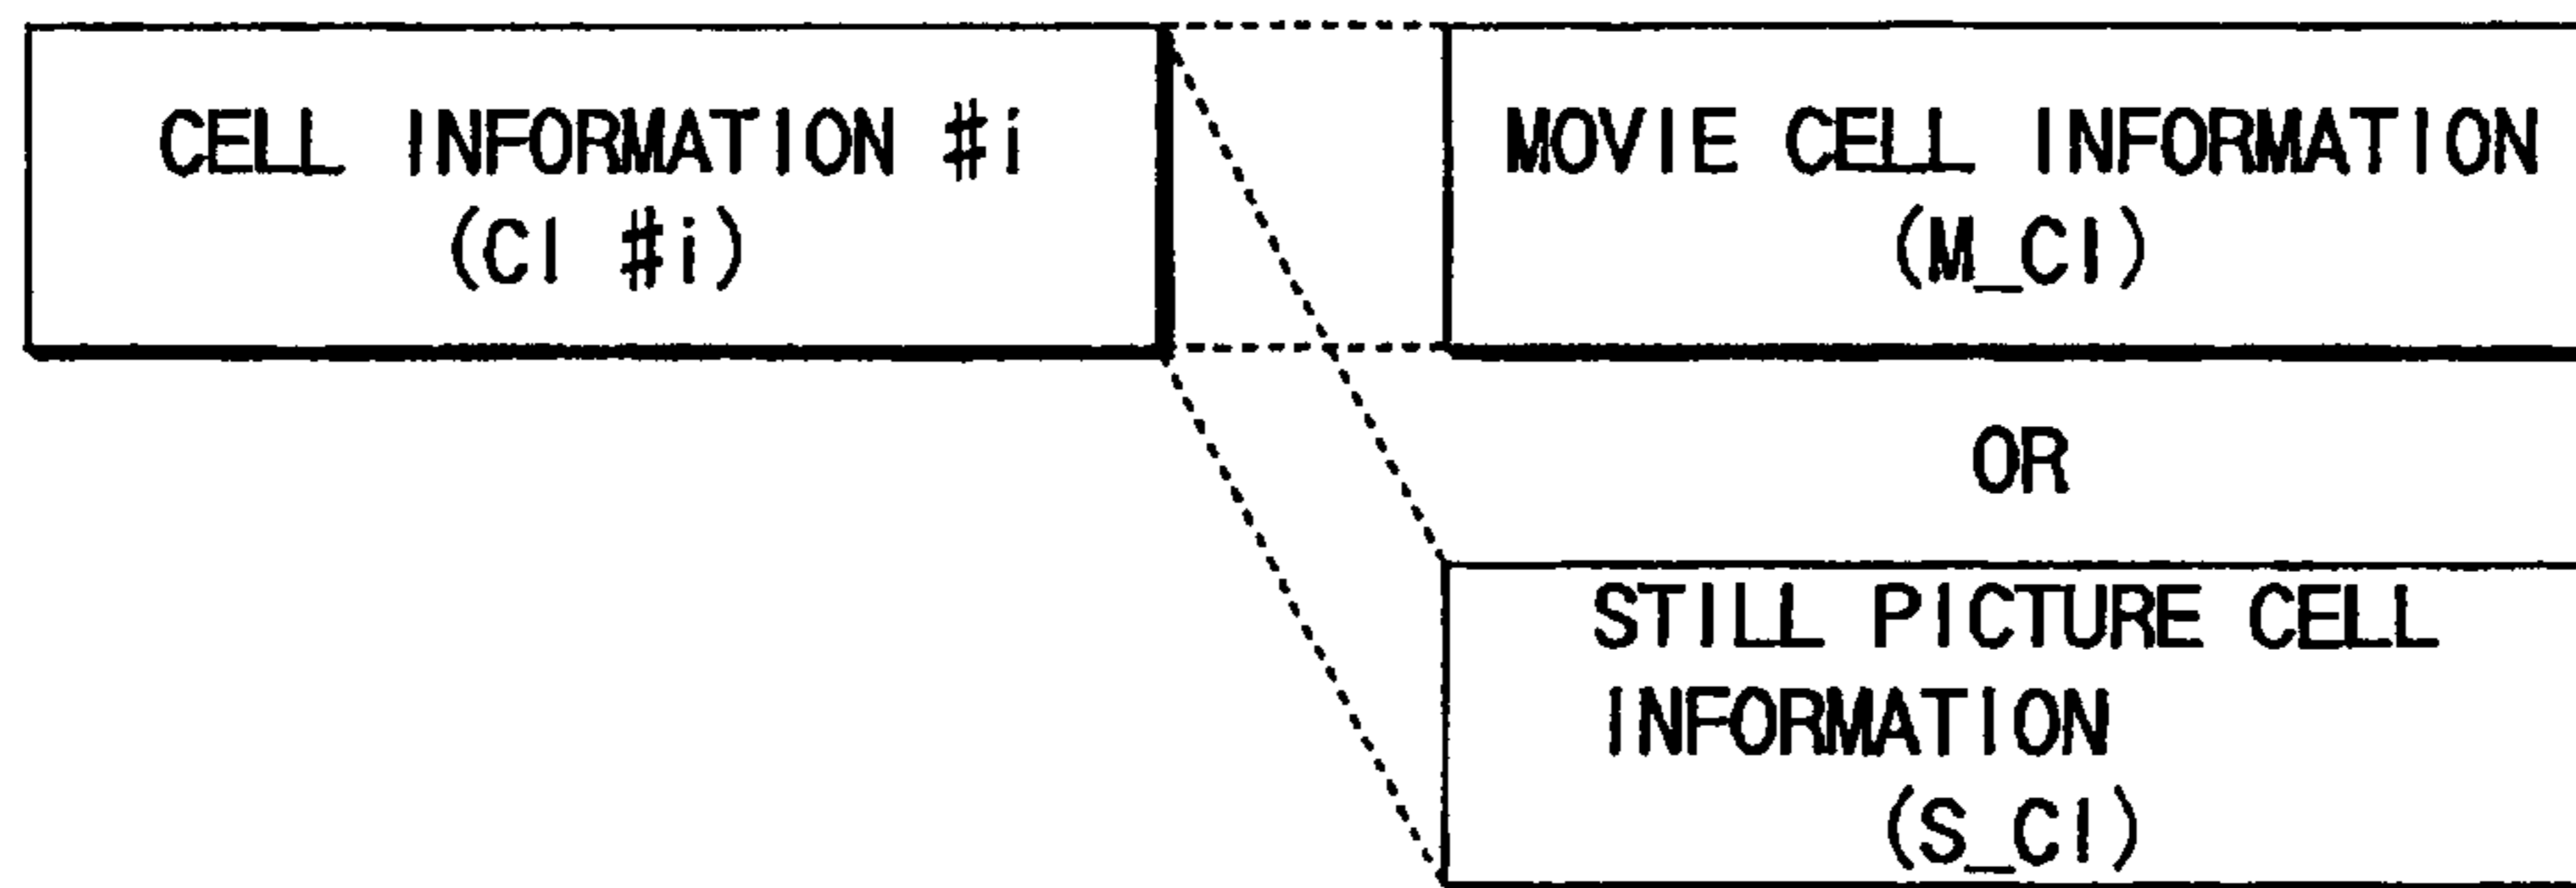 CELL INFORMATION #i
(CI #i)
MOVIE CELL INFORMATION
(M_CI)
OR
STILL PICTURE CELL
INFORMATION
(S_CI)